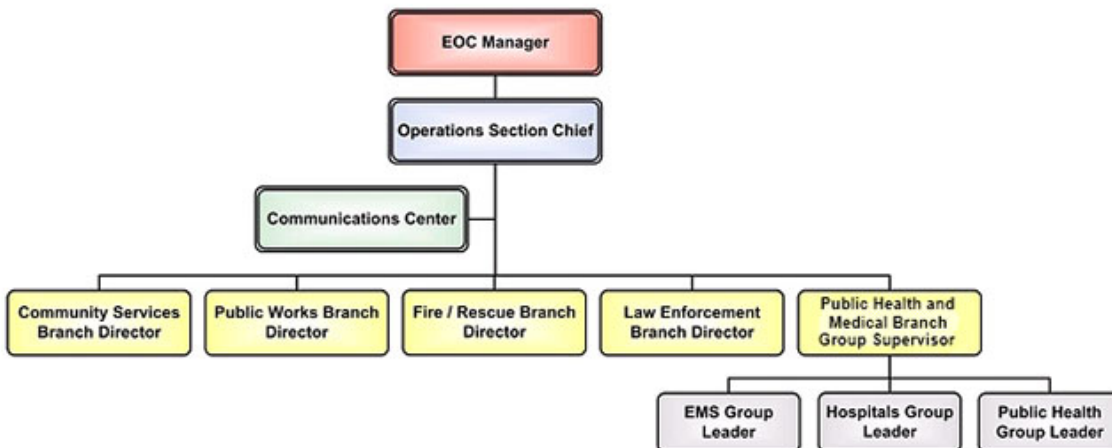 EOC Manager
Operations Section Chief
Communications Center
Community Services
Branch Director
Public Works Branch
Director
Fire / Rescue Branch
Director
Law Enforcement
Branch Director
Public Health and
Medical Branch
Group Supervisor
EMS Group
Leader
Hospitals Group
Leader
Public Health
Group Leader